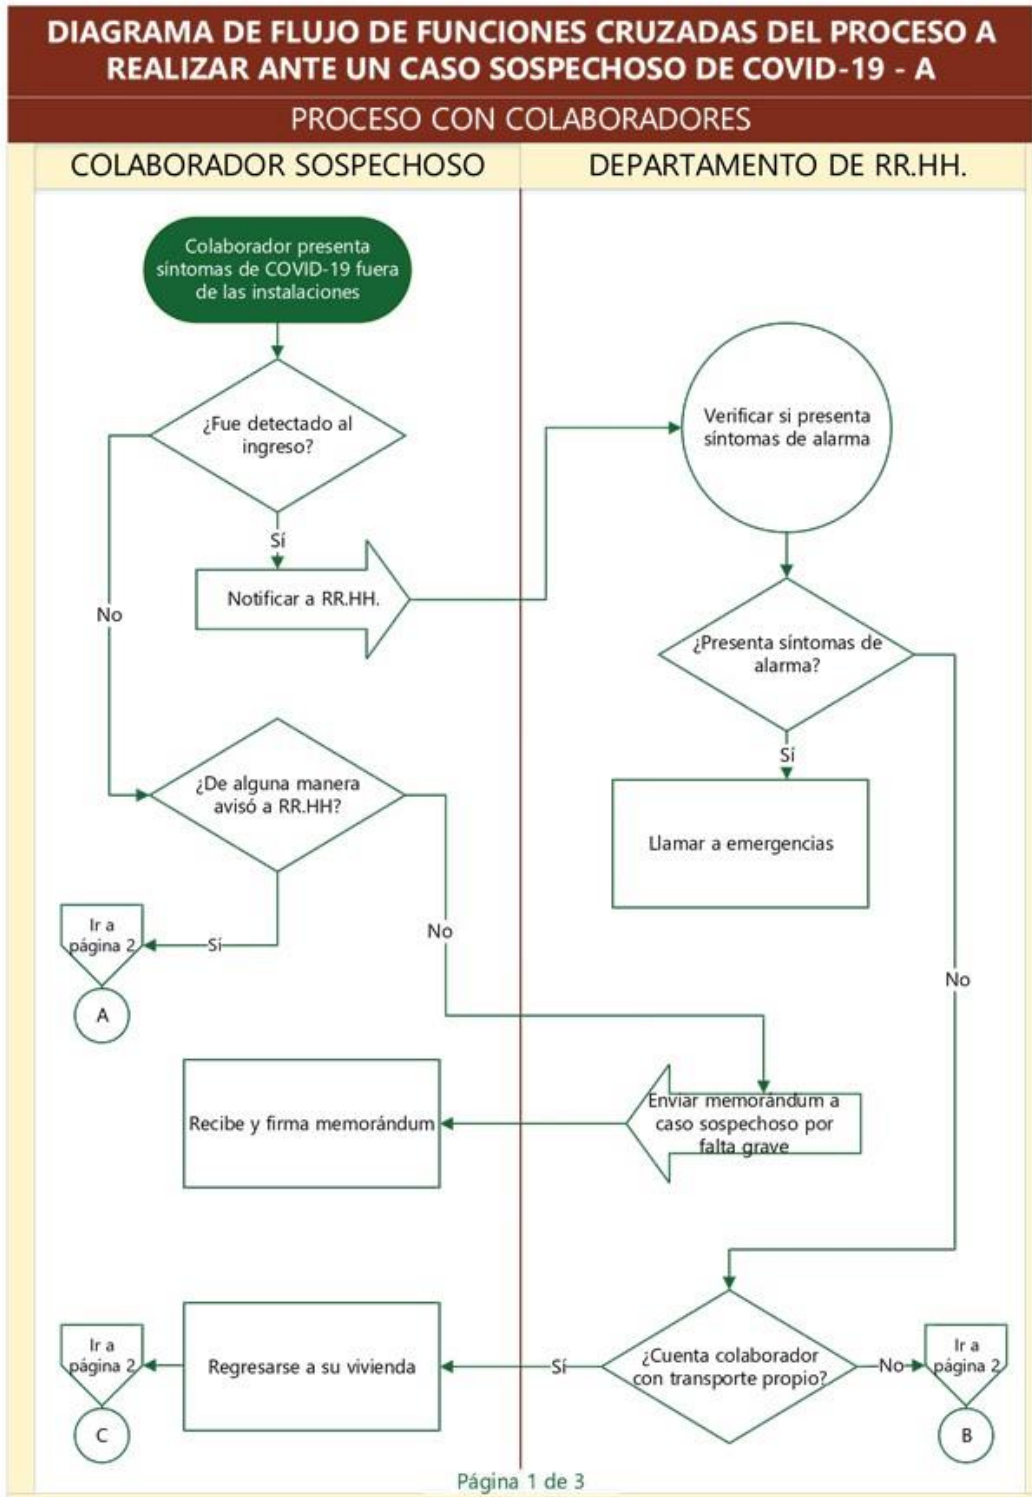 DIAGRAMA DE FLUJO DE FUNCIONES CRUZADAS DEL PROCESO A
REALIZAR ANTE UN CASO SOSPECHOSO DE COVID-19 - A
PROCESO CON COLABORADORES
COLABORADOR SOSPECHOSO
DEPARTAMENTO DE RR.HH.
Colaborador presenta
síntomas de COVID-19 fuera
de las instalaciones
¿Fue detectado al
ingreso?
Sí
No
Notificar a RR.HH.
Verificar si presenta
síntomas de alarma
¿Presenta síntomas de
alarma?
Sí
No
Llamar a emergencias
¿De alguna manera
avisó a RR.HH?
Sí
No
Ir a
página 2
A
Enviar memorándum a
caso sospechoso por
falta grave
Recibe y firma memorándum
¿Cuenta colaborador
con transporte propio?
Sí
No
Regresarse a su vivienda
Ir a
página 2
C
Ir a
página 2
B
Página 1 de 3